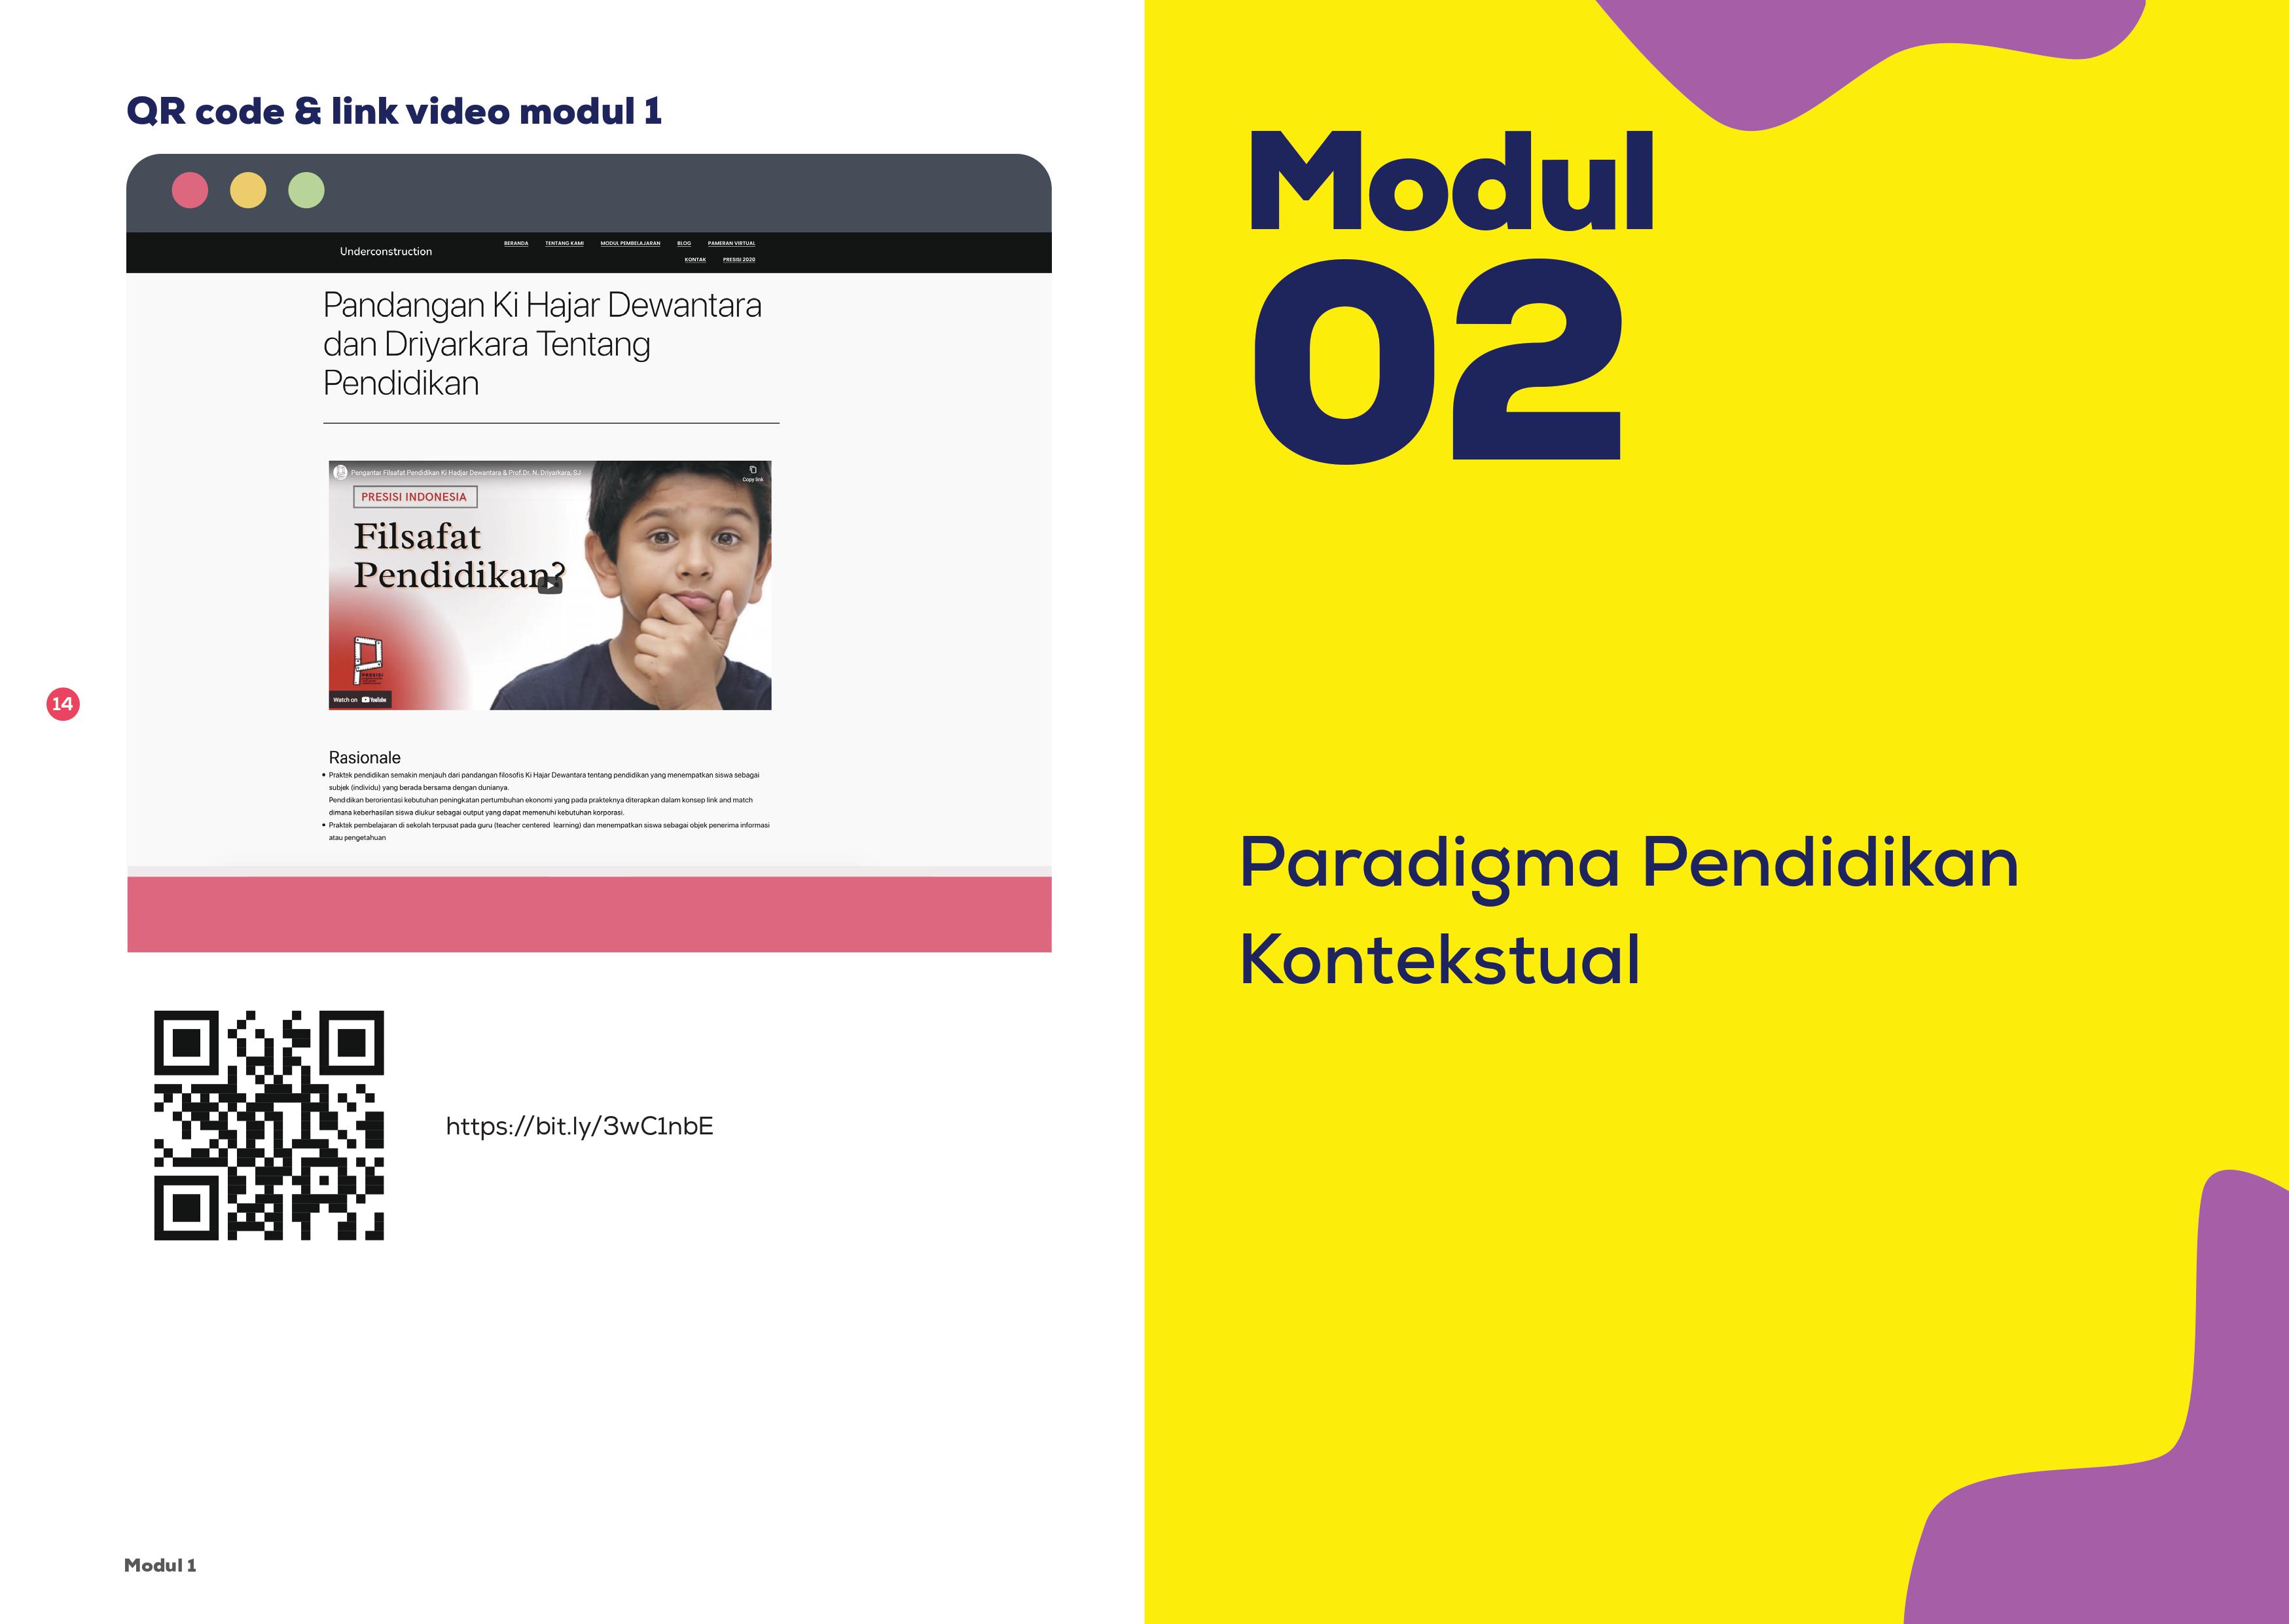 QR code & link video modul 1
Underconstruction
BERANDA TENTANG KAMI MODUL PEMBELAJARAN BLOG PAMERAN VIRTUAL
KONTAK PRESISI 2020
Pandangan Ki Hajar Dewantara
dan Driyarkara Tentang
Pendidikan
Pengantar Filsafat Pendidikan Ki Hadjar Dewantara & Prof.Dr. N. Driyarkara, SJ
Copy link
PRESISI INDONESIA
Filsafat
Pendidikan?
PRESISI
Watch on YouTube
Rasionale
• Praktek pendidikan semakin menjauh dari pandangan filosofis Ki Hajar Dewantara tentang pendidikan yang menempatkan siswa sebagai
subjek (individu) yang berada bersama dengan dunianya.
Pendidikan berorientasi kebutuhan peningkatan pertumbuhan ekonomi yang pada prakteknya diterapkan dalam konsep link and match
dimana keberhasilan siswa diukur sebagai output yang dapat memenuhi kebutuhan korporasi.
• Praktek pembelajaran di sekolah terpusat pada guru (teacher centered learning) dan menempatkan siswa sebagai objek penerima informasi
atau pengetahuan
14
https://bit.ly/3wC1nbE
Modul 1
Modul
02
Paradigma Pendidikan
Kontekstual